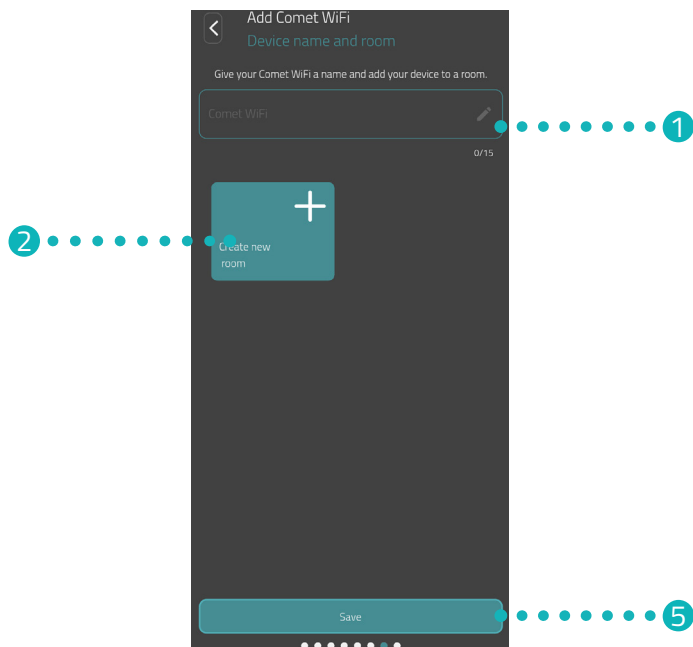 Add Comet WiFi
Device name and room
Give your Comet WiFi a name and add your device to a room.
Comet WiFi
1
0/15
2
Create new
room
Save
5